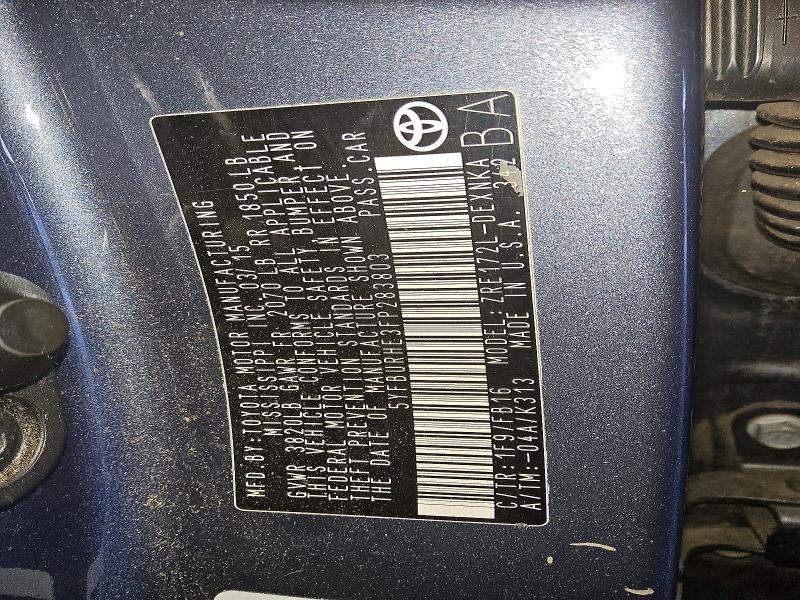 MFD.BY:TOYOTA MOTOR MANUFACTURING
MISSISSIPPI INC. 03/15
GVWR 3820LB GAWR FR 2070 LB RR 1850LB
THIS VEHICLE CONFORMS TO ALL APPLICABLE
FEDERAL MOTOR VEHICLE SAFETY BUMPER AND
THEFT PREVENTION STANDARDS IN EFFECT ON
THE DATE OF MANUFACTURE SHOWN ABOVE.
5YFBURHE3FP283803 PASS.CAR
C/TR:1F9/FB16 MODEL:ZRE172L-DEXNKA
A/TM:-04A/K313 MADE IN U.S.A. 342
BA